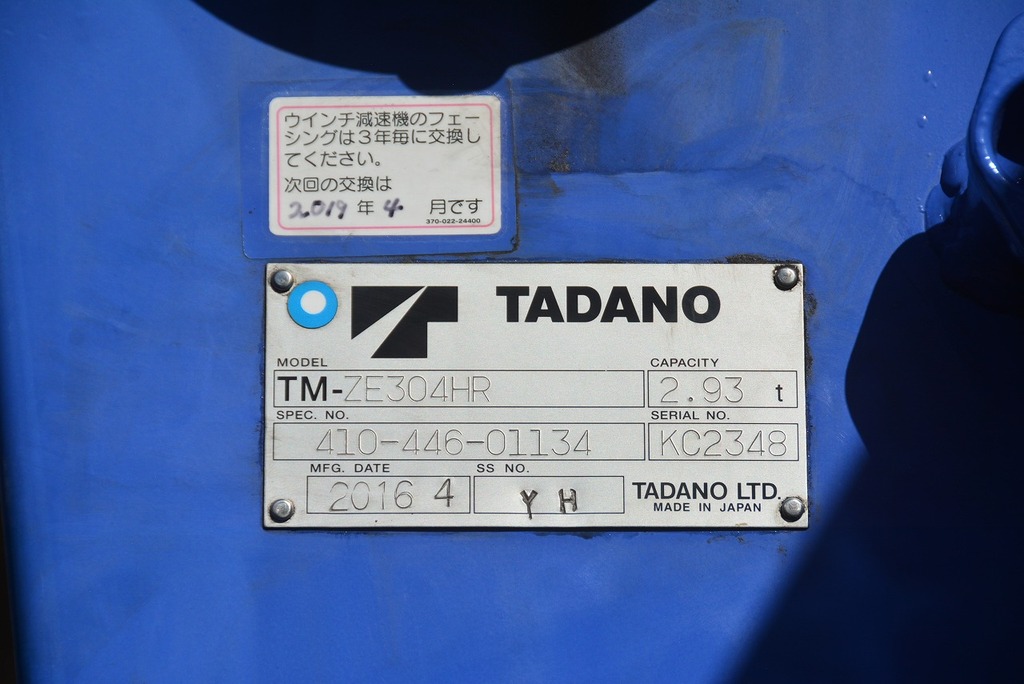 ウインチ減速機のフェー
シングは3年毎に交換し
てください。
次回の交換は
2019 年 4 月です
370-022-24400
TADANO
MODEL
TM-ZE304HR
CAPACITY
2.93 t
SPEC. NO.
410-446-01134
SERIAL NO.
KC2348
MFG. DATE
2016 4
SS NO.
YH
TADANO LTD.
MADE IN JAPAN